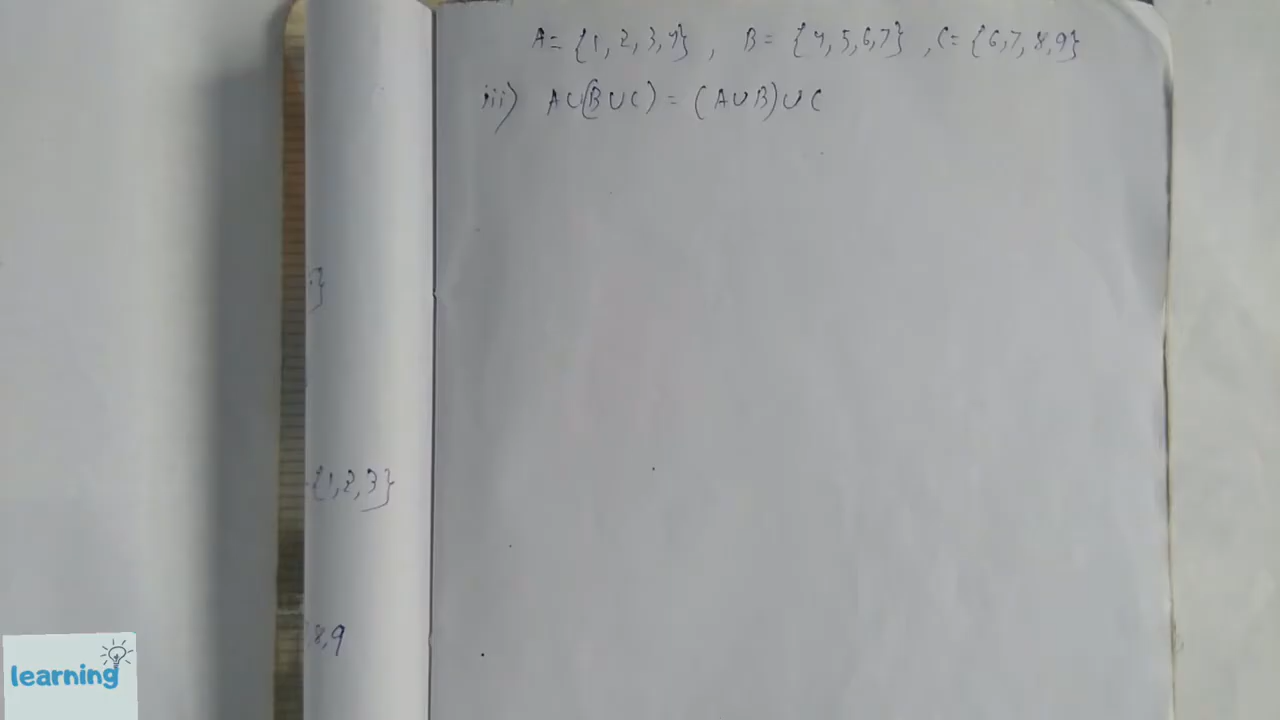 A = {1, 2, 3, 4} , B = {4, 5, 6, 7} , C = {6, 7, 8, 9}
iii) A∪(B∪C) = (A∪B)∪C
}
{1, 2, 3}
8, 9
learning